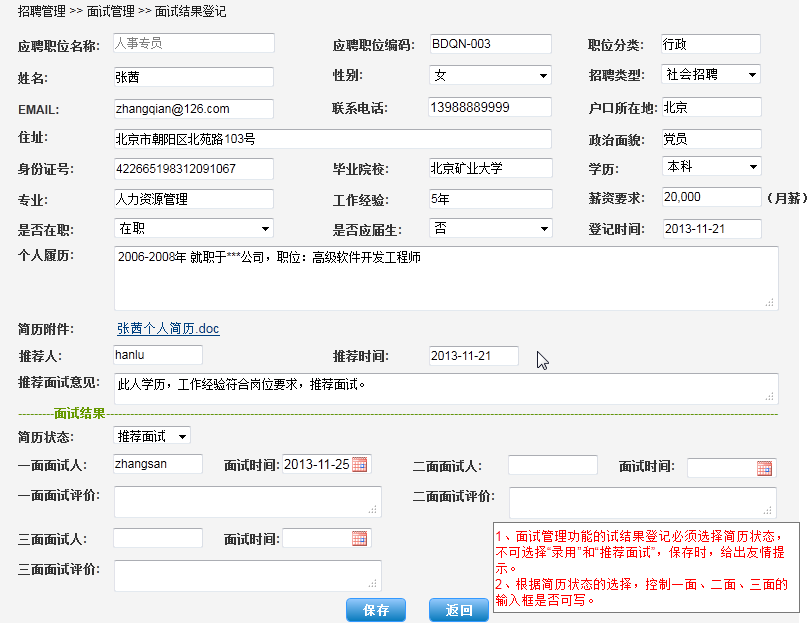 招聘管理 >> 面试管理 >> 面试结果登记
应聘职位名称: 人事专员 应聘职位编码: BDQN-003 职位分类: 行政
姓名: 张茜 性别: 女 招聘类型: 社会招聘
EMAIL: zhangqian@126.com 联系电话: 13988889999 户口所在地: 北京
住址: 北京市朝阳区北苑路103号 政治面貌: 党员
身份证号: 422665198312091067 毕业院校: 北京矿业大学 学历: 本科
专业: 人力资源管理 工作经验: 5年 薪资要求: 20,000 (月薪)
是否在职: 在职 是否应届生: 否 登记时间: 2013-11-21
个人履历: 2006-2008年 就职于***公司，职位：高级软件开发工程师
简历附件: 张茜个人简历.doc
推荐人: hanlu 推荐时间: 2013-11-21
推荐面试意见: 此人学历，工作经验符合岗位要求，推荐面试。
----------面试结果----------
简历状态: 推荐面试
一面面试人: zhangsan 面试时间: 2013-11-25 二面面试人: 面试时间:
一面面试评价: 二面面试评价:
三面面试人: 面试时间:
三面面试评价:
1、面试管理功能的试结果登记必须选择简历状态，
不可选择“录用”和“推荐面试”，保存时，给出友情提
示。
2、根据简历状态的选择，控制一面、二面、三面的
输入框是否可写。
保存 返回